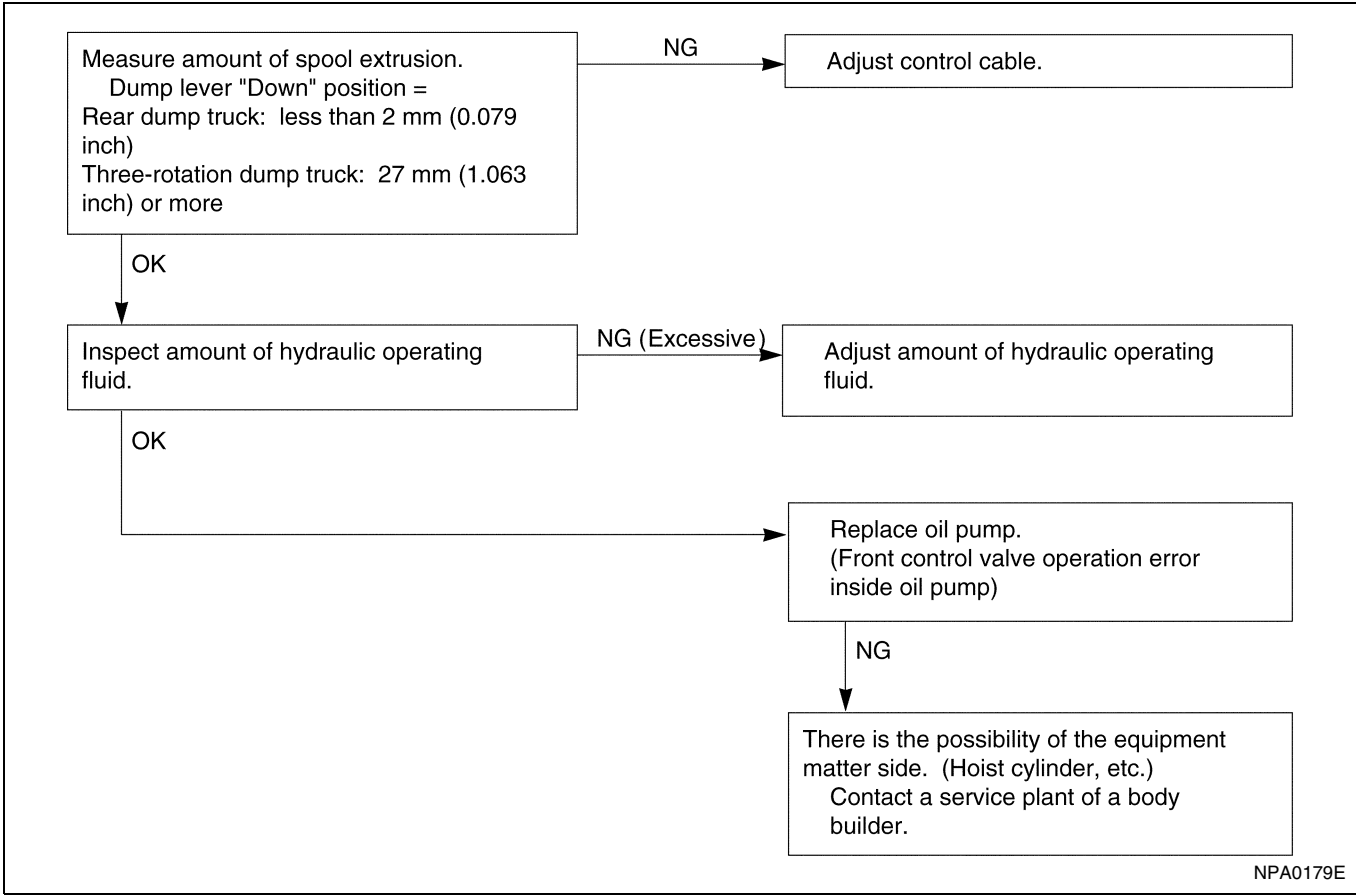 Measure amount of spool extrusion.
Dump lever "Down" position =
Rear dump truck: less than 2 mm (0.079
inch)
Three-rotation dump truck: 27 mm (1.063
inch) or more
NG
Adjust control cable.
OK
Inspect amount of hydraulic operating
fluid.
NG (Excessive)
Adjust amount of hydraulic operating
fluid.
OK
Replace oil pump.
(Front control valve operation error
inside oil pump)
NG
There is the possibility of the equipment
matter side. (Hoist cylinder, etc.)
Contact a service plant of a body
builder.
NPA0179E